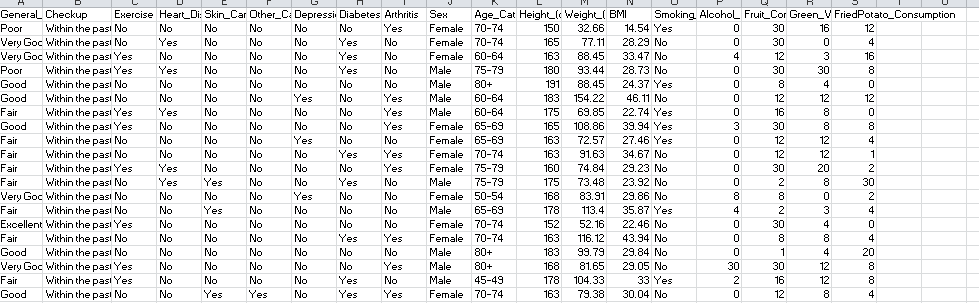 General_ Checkup Exercise Heart_Di Skin_Car Other_Ca Depressi Diabetes Arthritis Sex Age_Cat Height_( Weight_( BMI Smoking_ Alcohol_ Fruit_Cor Green_V FriedPotato_Consumption
Poor Within the past No No No No No No Yes Female 70-74 150 32.66 14.54 Yes 0 30 16 12
Very Goc Within the past No Yes No No No Yes No Female 70-74 165 77.11 28.29 No 0 30 0 4
Very Goc Within the past Yes No No No No Yes No Female 60-64 163 88.45 33.47 No 4 12 3 16
Poor Within the past Yes Yes No No No Yes No Male 75-79 180 93.44 28.73 No 0 30 30 8
Good Within the past No No No No No No No Male 80+ 191 88.45 24.37 Yes 0 8 4 0
Good Within the past No No No No Yes No Yes Male 60-64 183 154.22 46.11 No 0 12 12 12
Fair Within the past Yes Yes No No No No Yes Male 60-64 175 69.85 22.74 Yes 0 16 8 0
Good Within the past Yes No No No No No Yes Female 65-69 165 108.86 39.94 Yes 3 30 8 8
Fair Within the past No No No No Yes No No Female 65-69 163 72.57 27.46 Yes 0 12 12 4
Fair Within the past No No No No No Yes Yes Female 70-74 163 91.63 34.67 No 0 12 12 1
Fair Within the past Yes Yes No No No No Yes Female 75-79 160 74.84 29.23 No 0 30 20 2
Fair Within the past No Yes Yes No No Yes No Male 75-79 175 73.48 23.92 No 0 2 8 30
Very Goc Within the past No No No No Yes No No Female 50-54 168 83.91 29.86 No 8 8 0 2
Fair Within the past No No Yes No No No No Male 65-69 178 113.4 35.87 Yes 4 2 3 4
Excellent Within the past Yes No No No No No No Female 70-74 152 52.16 22.46 No 0 30 4 0
Fair Within the past No No No No No Yes Yes Female 70-74 163 116.12 43.94 No 0 8 8 4
Good Within the past No No No No No No No Male 80+ 183 99.79 29.84 No 0 1 4 20
Very Goc Within the past Yes No No No No No Yes Male 80+ 168 81.65 29.05 No 30 30 12 8
Fair Within the past Yes No No No No No No Male 45-49 178 104.33 33 Yes 2 16 12 8
Good Within the past No No Yes Yes No No No Female 70-74 163 79.38 30.04 No 0 12 8 4